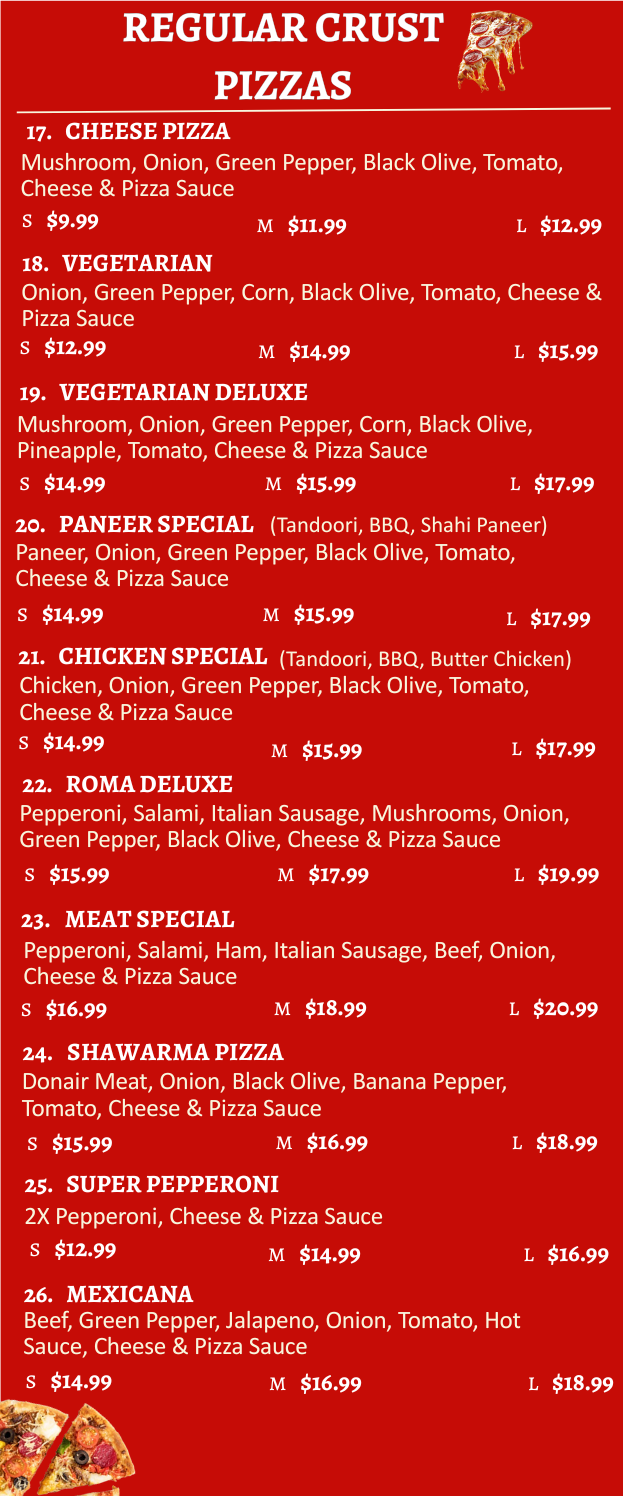 REGULAR CRUST
PIZZAS
17. CHEESE PIZZA
Mushroom, Onion, Green Pepper, Black Olive, Tomato,
Cheese & Pizza Sauce
S $9.99 M $11.99 L $12.99
18. VEGETARIAN
Onion, Green Pepper, Corn, Black Olive, Tomato, Cheese &
Pizza Sauce
S $12.99 M $14.99 L $15.99
19. VEGETARIAN DELUXE
Mushroom, Onion, Green Pepper, Corn, Black Olive,
Pineapple, Tomato, Cheese & Pizza Sauce
S $14.99 M $15.99 L $17.99
20. PANEER SPECIAL (Tandoori, BBQ, Shahi Paneer)
Paneer, Onion, Green Pepper, Black Olive, Tomato,
Cheese & Pizza Sauce
S $14.99 M $15.99 L $17.99
21. CHICKEN SPECIAL (Tandoori, BBQ, Butter Chicken)
Chicken, Onion, Green Pepper, Black Olive, Tomato,
Cheese & Pizza Sauce
S $14.99 M $15.99 L $17.99
22. ROMA DELUXE
Pepperoni, Salami, Italian Sausage, Mushrooms, Onion,
Green Pepper, Black Olive, Cheese & Pizza Sauce
S $15.99 M $17.99 L $19.99
23. MEAT SPECIAL
Pepperoni, Salami, Ham, Italian Sausage, Beef, Onion,
Cheese & Pizza Sauce
S $16.99 M $18.99 L $20.99
24. SHAWARMA PIZZA
Donair Meat, Onion, Black Olive, Banana Pepper,
Tomato, Cheese & Pizza Sauce
S $15.99 M $16.99 L $18.99
25. SUPER PEPPERONI
2X Pepperoni, Cheese & Pizza Sauce
S $12.99 M $14.99 L $16.99
26. MEXICANA
Beef, Green Pepper, Jalapeno, Onion, Tomato, Hot
Sauce, Cheese & Pizza Sauce
S $14.99 M $16.99 L $18.99